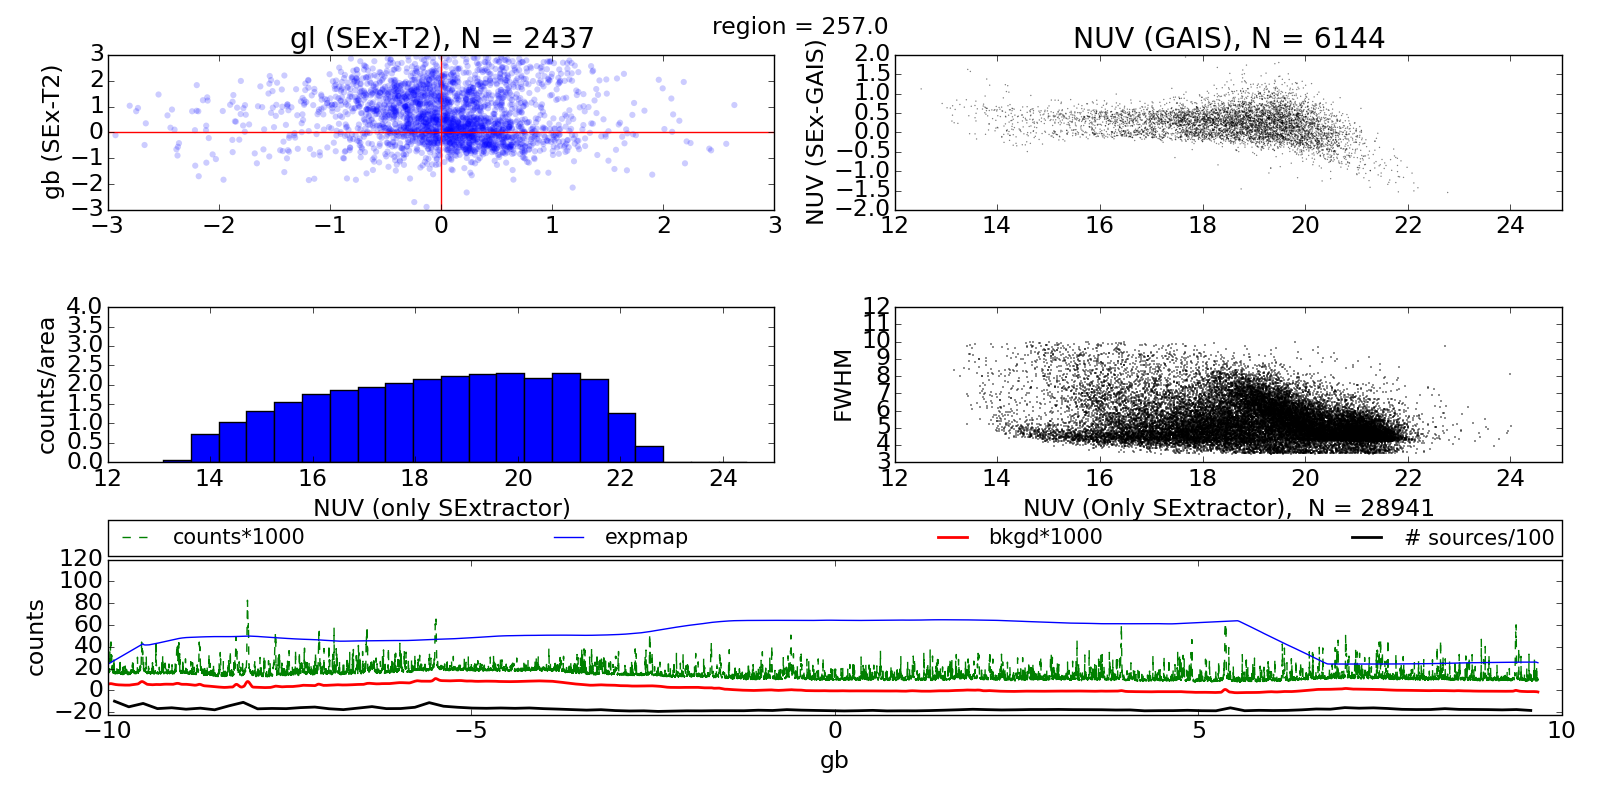 region = 257.0
gl (SEx-T2), N = 2437
gb (SEx-T2)
3
2
1
0
−1
−2
−3
−3 −2 −1 0 1 2 3
NUV (GAIS), N = 6144
NUV (SEx-GAIS)
2.0
1.5
1.0
0.5
0.0
−0.5
−1.0
−1.5
−2.0
12 14 16 18 20 22 24
counts/area
4.0
3.5
3.0
2.5
2.0
1.5
1.0
0.5
0.0
12 14 16 18 20 22 24
NUV (only SExtractor)
FWHM
12
11
10
9
8
7
6
5
4
3
12 14 16 18 20 22 24
NUV (Only SExtractor), N = 28941
counts*1000 expmap bkgd*1000 # sources/100
counts
120
100
80
60
40
20
0
−20
−10 −5 0 5 10
gb